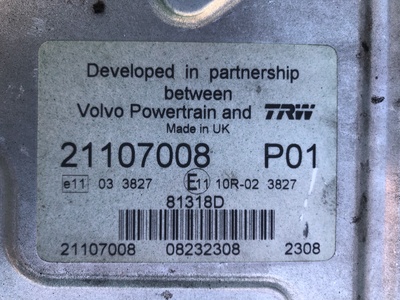 Developed in partnership
between
Volvo Powertrain and TRW
Made in UK
21107008 P01
e11 03 3827 E11 10R-02 3827
81318D
21107008 08232308 2308